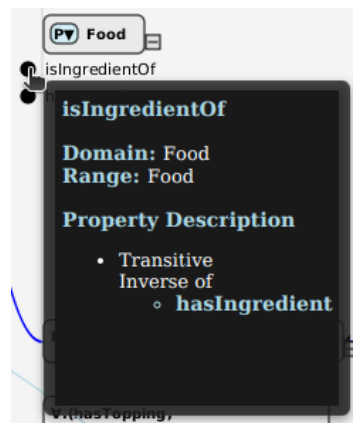 P▼ Food
isIngredientOf
isIngredientOf
Domain: Food
Range: Food
Property Description
• Transitive
Inverse of
◦ hasIngredient
∀.(hasTopping,